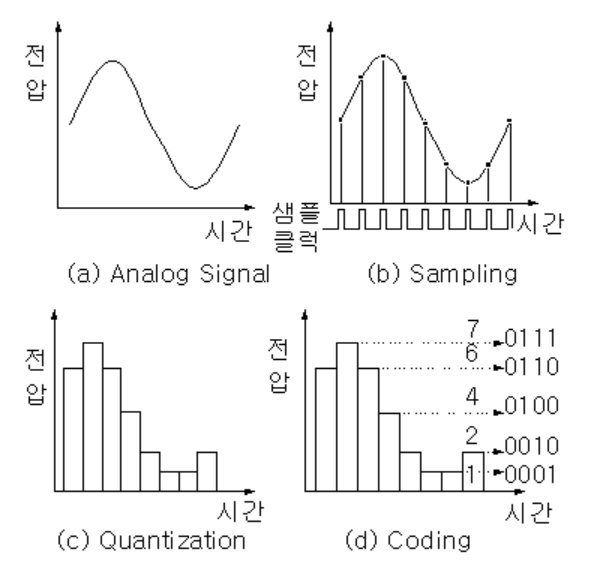 전압
시간
(a) Analog Signal
전압
샘플
클럭
시간
(b) Sampling
전압
시간
(c) Quantization
전압
7
0111
6
0110
4
0100
2
0010
1
0001
시간
(d) Coding